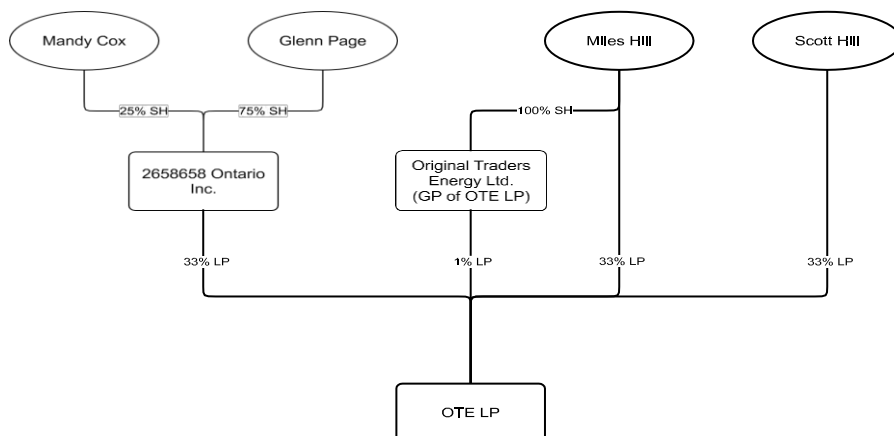 Mandy Cox
Glenn Page
Miles Hill
Scott Hill
25% SH
75% SH
100% SH
2658658 Ontario
Inc.
Original Traders
Energy Ltd.
(GP of OTE LP)
33% LP
1% LP
33% LP
33% LP
OTE LP